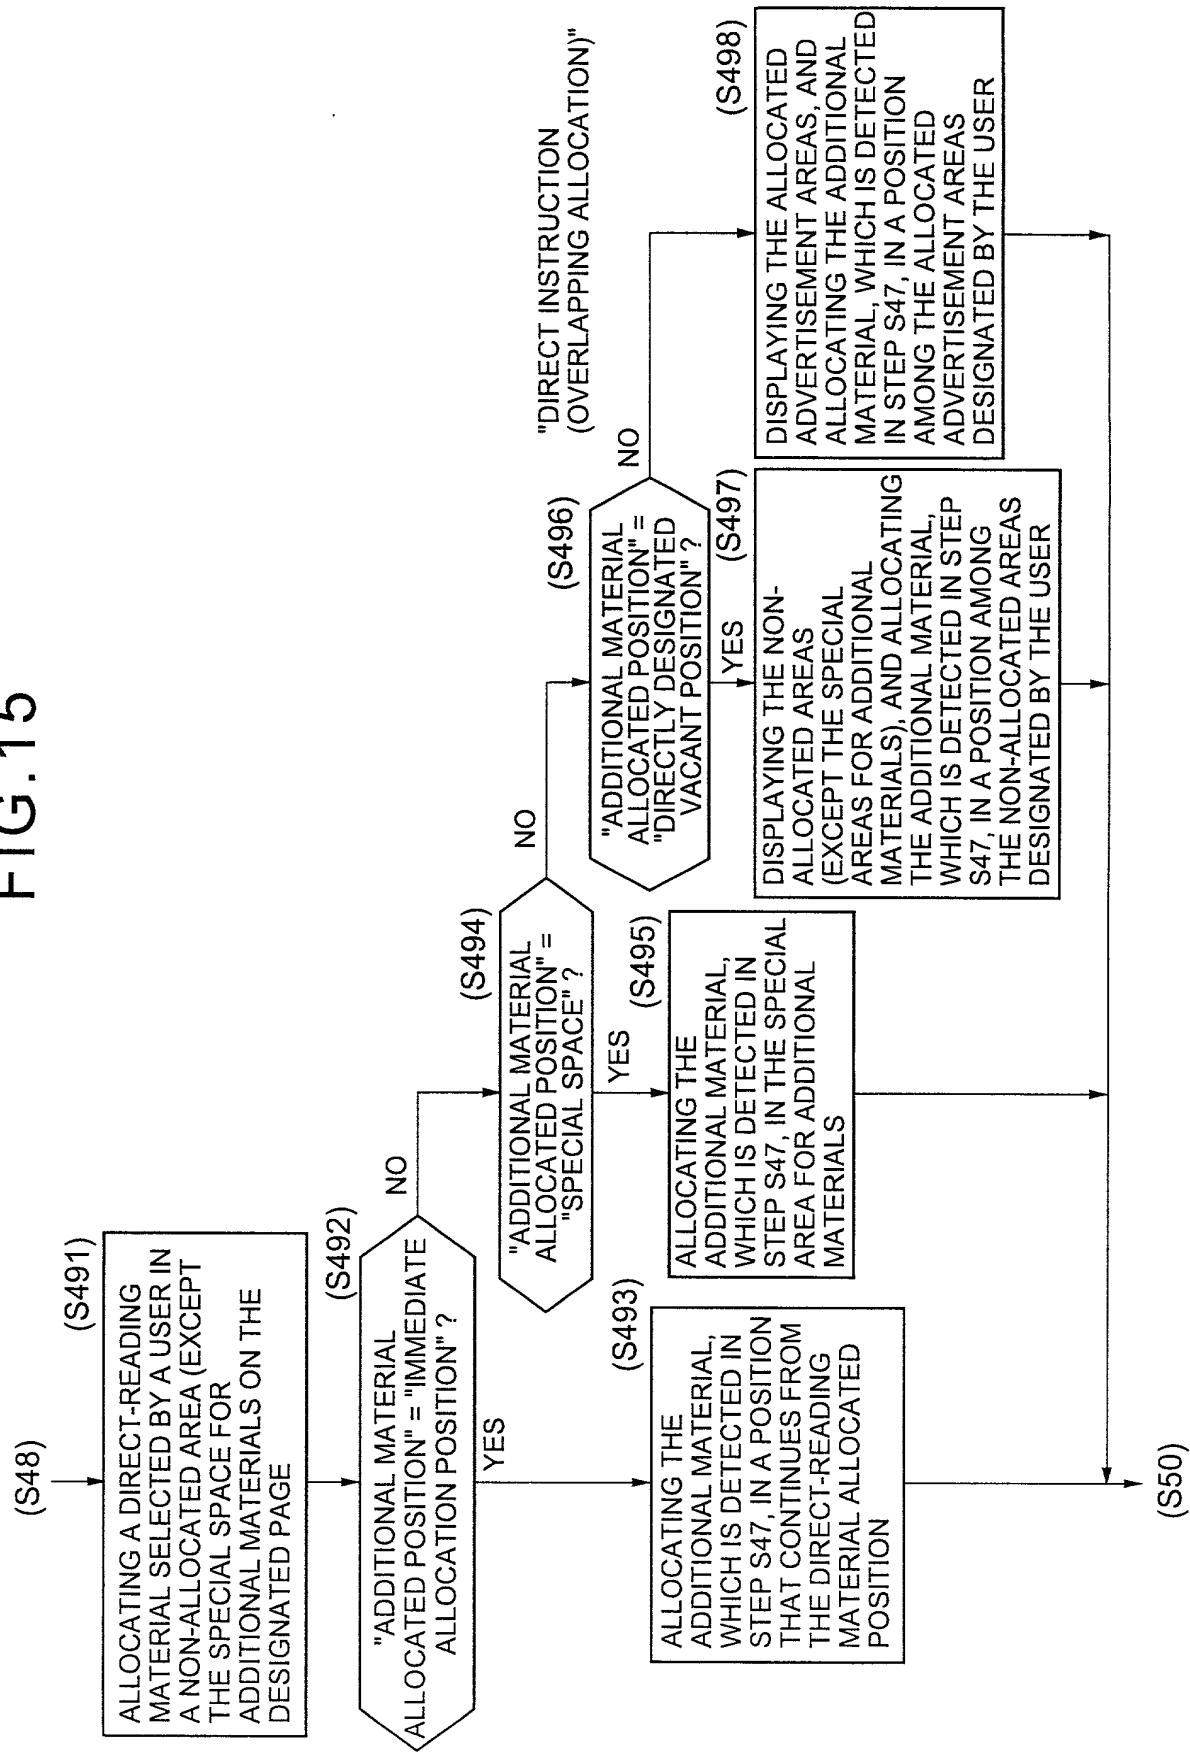 FIG.15
(S48)
(S491)
ALLOCATING A DIRECT-READING
MATERIAL SELECTED BY A USER IN
A NON-ALLOCATED AREA (EXCEPT
THE SPECIAL SPACE FOR
ADDITIONAL MATERIALS ON THE
DESIGNATED PAGE
(S492)
"ADDITIONAL MATERIAL
ALLOCATED POSITION" = "IMMEDIATE
ALLOCATION POSITION" ?
NO
YES
(S493)
ALLOCATING THE
ADDITIONAL MATERIAL,
WHICH IS DETECTED IN
STEP S47, IN A POSITION
THAT CONTINUES FROM
THE DIRECT-READING
MATERIAL ALLOCATED
POSITION
(S494)
"ADDITIONAL MATERIAL
ALLOCATED POSITION" =
"SPECIAL SPACE" ?
NO
YES
(S495)
ALLOCATING THE
ADDITIONAL MATERIAL,
WHICH IS DETECTED IN
STEP S47, IN THE SPECIAL
AREA FOR ADDITIONAL
MATERIALS
(S496)
"ADDITIONAL MATERIAL
ALLOCATED POSITION" =
"DIRECTLY DESIGNATED
VACANT POSITION" ?
NO
YES
"DIRECT INSTRUCTION
(OVERLAPPING ALLOCATION)"
(S497)
DISPLAYING THE NON-
ALLOCATED AREAS
(EXCEPT THE SPECIAL
AREAS FOR ADDITIONAL
MATERIALS), AND ALLOCATING
THE ADDITIONAL MATERIAL,
WHICH IS DETECTED IN STEP
S47, IN A POSITION AMONG
THE NON-ALLOCATED AREAS
DESIGNATED BY THE USER
(S498)
DISPLAYING THE ALLOCATED
ADVERTISEMENT AREAS, AND
ALLOCATING THE ADDITIONAL
MATERIAL, WHICH IS DETECTED
IN STEP S47, IN A POSITION
AMONG THE ALLOCATED
ADVERTISEMENT AREAS
DESIGNATED BY THE USER
(S50)